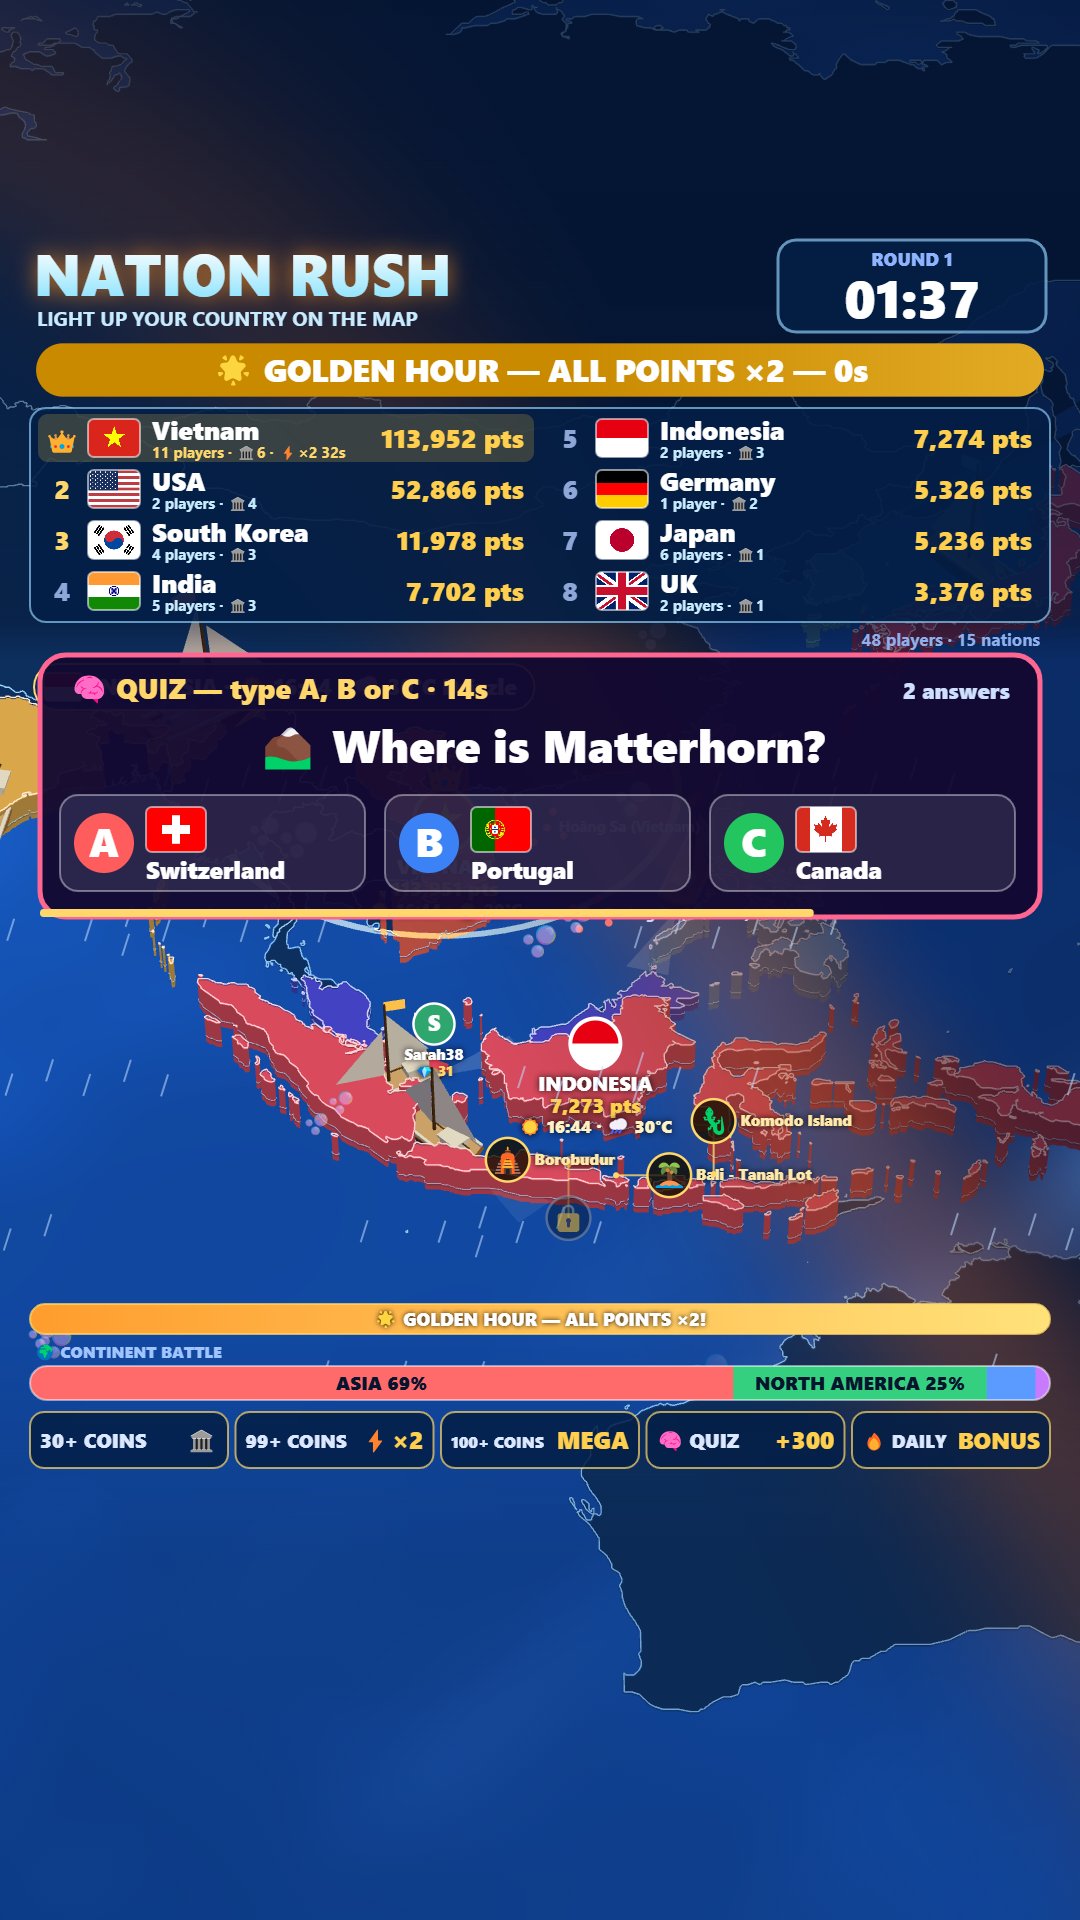 NATION RUSH
LIGHT UP YOUR COUNTRY ON THE MAP
ROUND 1
01:37
GOLDEN HOUR — ALL POINTS ×2 — 0s
Vietnam
11 players · 6 · ×2 32s
113,952 pts
2
USA
2 players · 4
52,866 pts
3
South Korea
4 players · 3
11,978 pts
4
India
5 players · 3
7,702 pts
5
Indonesia
2 players · 3
7,274 pts
6
Germany
1 player · 2
5,326 pts
7
Japan
6 players · 1
5,236 pts
8
UK
2 players · 1
3,376 pts
48 players · 15 nations
QUIZ — type A, B or C · 14s
2 answers
Where is Matterhorn?
A
Switzerland
B
Portugal
C
Canada
Hoàng Sa (Vietnam)
S
Sarah38
31
INDONESIA
7,273 pts
16:44 · 30°C
Komodo Island
Borobudur
Bali - Tanah Lot
GOLDEN HOUR — ALL POINTS ×2!
CONTINENT BATTLE
ASIA 69%
NORTH AMERICA 25%
30+ COINS
99+ COINS ×2
100+ COINS MEGA
QUIZ +300
DAILY BONUS